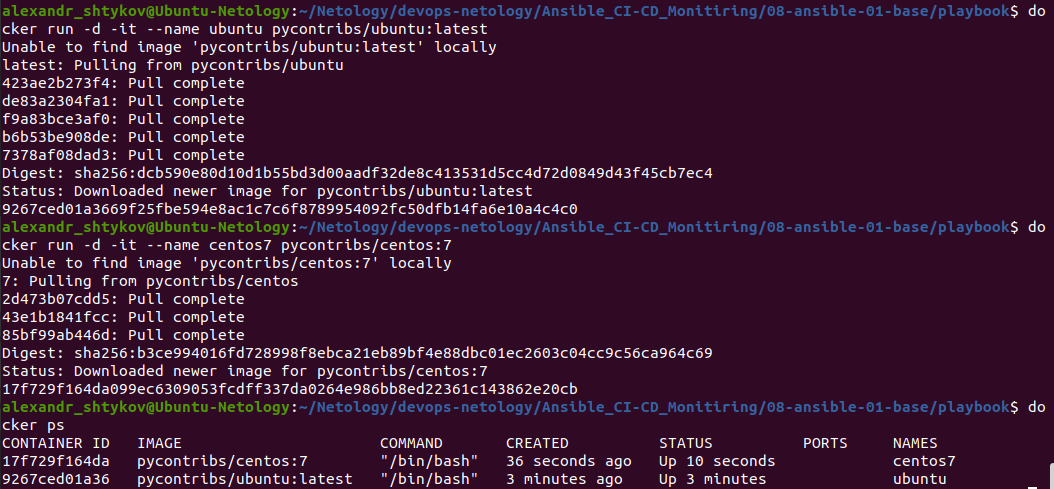 alexandr_shtykov@Ubuntu-Netology:~/Netology/devops-netology/Ansible_CI-CD_Monitiring/08-ansible-01-base/playbook$ do
cker run -d -it --name ubuntu pycontribs/ubuntu:latest
Unable to find image 'pycontribs/ubuntu:latest' locally
latest: Pulling from pycontribs/ubuntu
423ae2b273f4: Pull complete
de83a2304fa1: Pull complete
f9a83bce3af0: Pull complete
b6b53be908de: Pull complete
7378af08dad3: Pull complete
Digest: sha256:dcb590e80d10d1b55bd3d00aadf32de8c413531d5cc4d72d0849d43f45cb7ec4
Status: Downloaded newer image for pycontribs/ubuntu:latest
9267ced01a3669f25fbe594e8ac1c7c6f8789954092fc50dfb14fa6e10a4c4c0
alexandr_shtykov@Ubuntu-Netology:~/Netology/devops-netology/Ansible_CI-CD_Monitiring/08-ansible-01-base/playbook$ do
cker run -d -it --name centos7 pycontribs/centos:7
Unable to find image 'pycontribs/centos:7' locally
7: Pulling from pycontribs/centos
2d473b07cdd5: Pull complete
43e1b1841fcc: Pull complete
85bf99ab446d: Pull complete
Digest: sha256:b3ce994016fd728998f8ebca21eb89bf4e88dbc01ec2603c04cc9c56ca964c69
Status: Downloaded newer image for pycontribs/centos:7
17f729f164da099ec6309053fcdff337da0264e986bb8ed22361c143862e20cb
alexandr_shtykov@Ubuntu-Netology:~/Netology/devops-netology/Ansible_CI-CD_Monitiring/08-ansible-01-base/playbook$ do
cker ps
CONTAINER ID   IMAGE                      COMMAND       CREATED          STATUS          PORTS     NAMES
17f729f164da   pycontribs/centos:7        "/bin/bash"   36 seconds ago   Up 10 seconds             centos7
9267ced01a36   pycontribs/ubuntu:latest   "/bin/bash"   3 minutes ago    Up 3 minutes              ubuntu